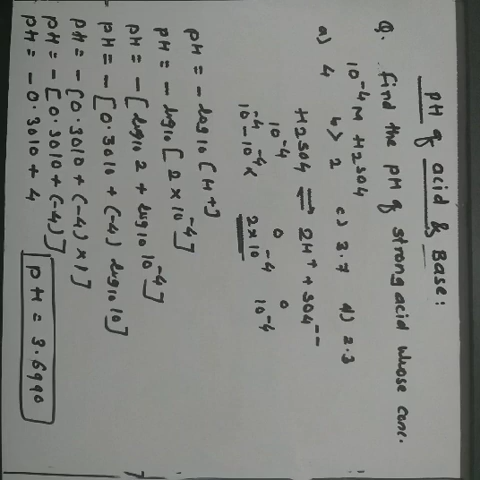 pH of acid & Base:
Q. find the pH of strong acid whose conc.
10⁻⁴ M H2SO4
a) 4 b) 2 c) 3.7 d) 2.3
H2SO4 ⇌ 2H⁺ + SO4⁻⁻
10⁻⁴ 0 0
10⁻⁴-10⁻⁴x 2x10⁻⁴ 10⁻⁴
pH = - log10 [H+]
pH = - log10 [2 x 10⁻⁴]
pH = - [log10 2 + log10 10⁻⁴]
pH = - [0.3010 + (-4) log10 10]
pH = - [0.3010 + (-4) x 1]
pH = - [0.3010 + (-4)]
pH = - 0.3010 + 4
pH = 3.6990